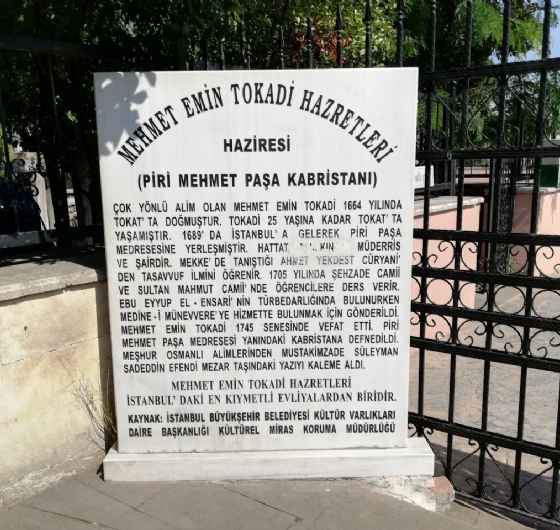 MEHMET EMİN TOKADİ HAZRETLERİ
HAZİRESİ
(PİRİ MEHMET PAŞA KABRİSTANI)
ÇOK YÖNLÜ ALİM OLAN MEHMET EMİN TOKADİ 1664 YILINDA
TOKAT' TA DOĞMUŞTUR. TOKADİ 25 YAŞINA KADAR TOKAT' TA
YAŞAMIŞTIR. 1689' DA İSTANBUL' A GELEREK PİRİ PAŞA
MEDRESESİNE YERLEŞMİŞTİR. HATTAT, MÜDERRİS
VE ŞAİRDİR. MEKKE' DE TANIŞTIĞI AHMET YEKDEST CÜRYANİ'
DEN TASAVVUF İLMİNİ ÖĞRENİR. 1705 YILINDA ŞEHZADE CAMİİ
VE SULTAN MAHMUT CAMİİ' NDE ÖĞRENCİLERE DERS VERİR.
EBU EYYUP EL - ENSARİ' NİN TÜRBEDARLIĞINDA BULUNURKEN
MEDİNE - İ MÜNEVVERE' YE HİZMETTE BULUNMAK İÇİN GÖNDERİLDİ.
MEHMET EMİN TOKADİ 1745 SENESİNDE VEFAT ETTİ. PİRİ
MEHMET PAŞA MEDRESESİ YANINDAKİ KABRİSTANA DEFNEDİLDİ.
MEŞHUR OSMANLI ALİMLERİNDEN MUSTAKİMZADE SÜLEYMAN
SADEDDİN EFENDİ MEZAR TAŞINDAKİ YAZIYI KALEME ALDI.
MEHMET EMİN TOKADİ HAZRETLERİ
İSTANBUL' DAKİ EN KIYMETLİ EVLİYALARDAN BİRİDİR.
KAYNAK: İSTANBUL BÜYÜKŞEHİR BELEDİYESİ KÜLTÜR VARLIKLARI
DAİRE BAŞKANLIĞI KÜLTÜREL MİRAS KORUMA MÜDÜRLÜĞÜ